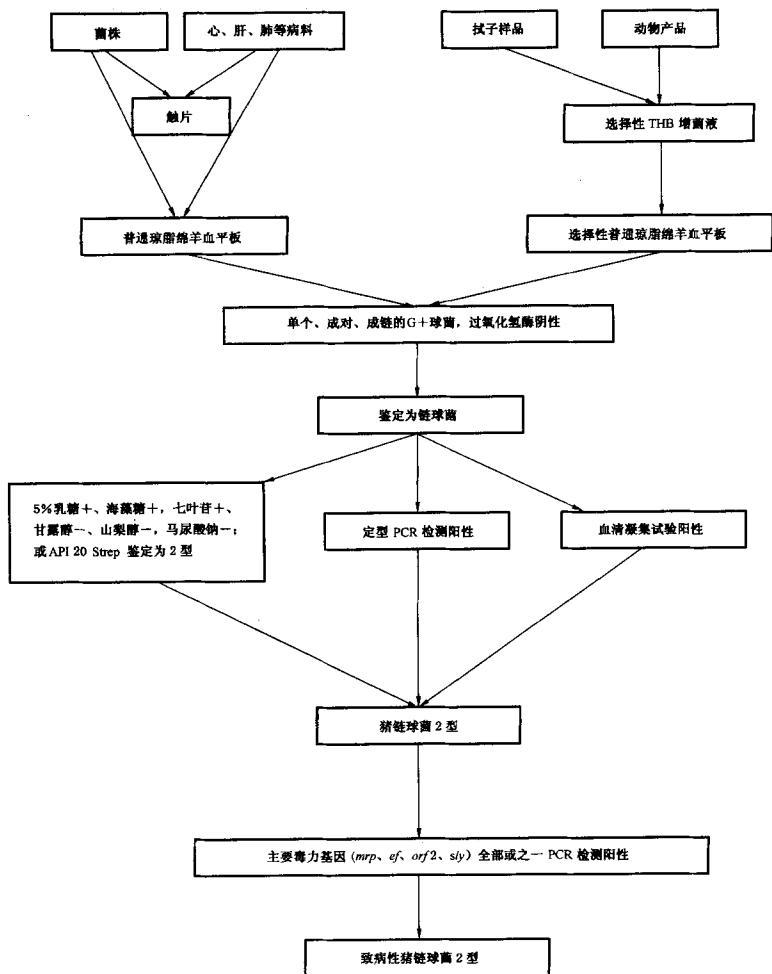 菌株
心、肝、肺等病料
拭子样品
动物产品
触片
选择性 THB 增菌液
普通琼脂绵羊血平板
选择性普通琼脂绵羊血平板
单个、成对、成链的G+球菌，过氧化氢酶阴性
鉴定为链球菌
5%乳糖+、海藻糖+，七叶苷+、
甘露醇－、山梨醇－，马尿酸钠－；
或API 20 Strep 鉴定为2型
定型 PCR 检测阳性
血清凝集试验阳性
猪链球菌 2 型
主要毒力基因（mrp、ef、orf 2、sly）全部或之一 PCR 检测阳性
致病性猪链球菌 2 型